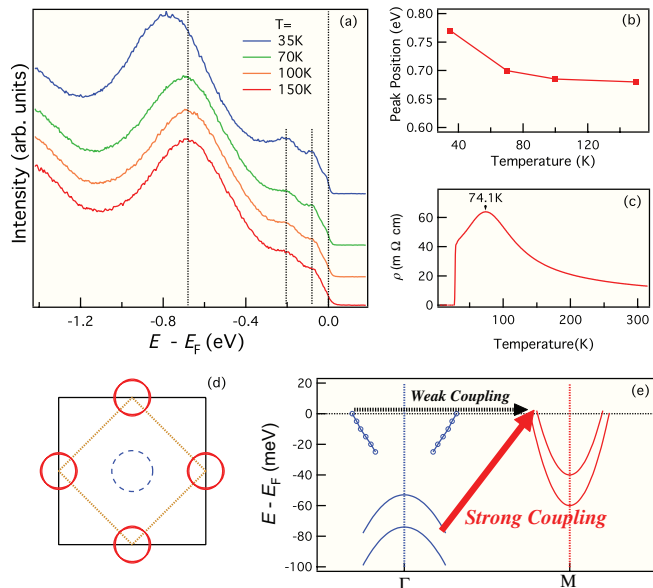 (a)
T=
35K
70K
100K
150K
Intensity (arb. units)
-1.2
-0.8
-0.4
0.0
E - E_F (eV)
(b)
Peak Position (eV)
0.80
0.75
0.70
0.65
0.60
40
80
120
Temperature (K)
(c)
74.1K
ρ (m Ω cm)
60
40
20
0
0
100
200
300
Temperature(K)
(d)
(e)
Weak Coupling
Strong Coupling
E - E_F (meV)
0
-20
-40
-60
-80
-100
Γ
M